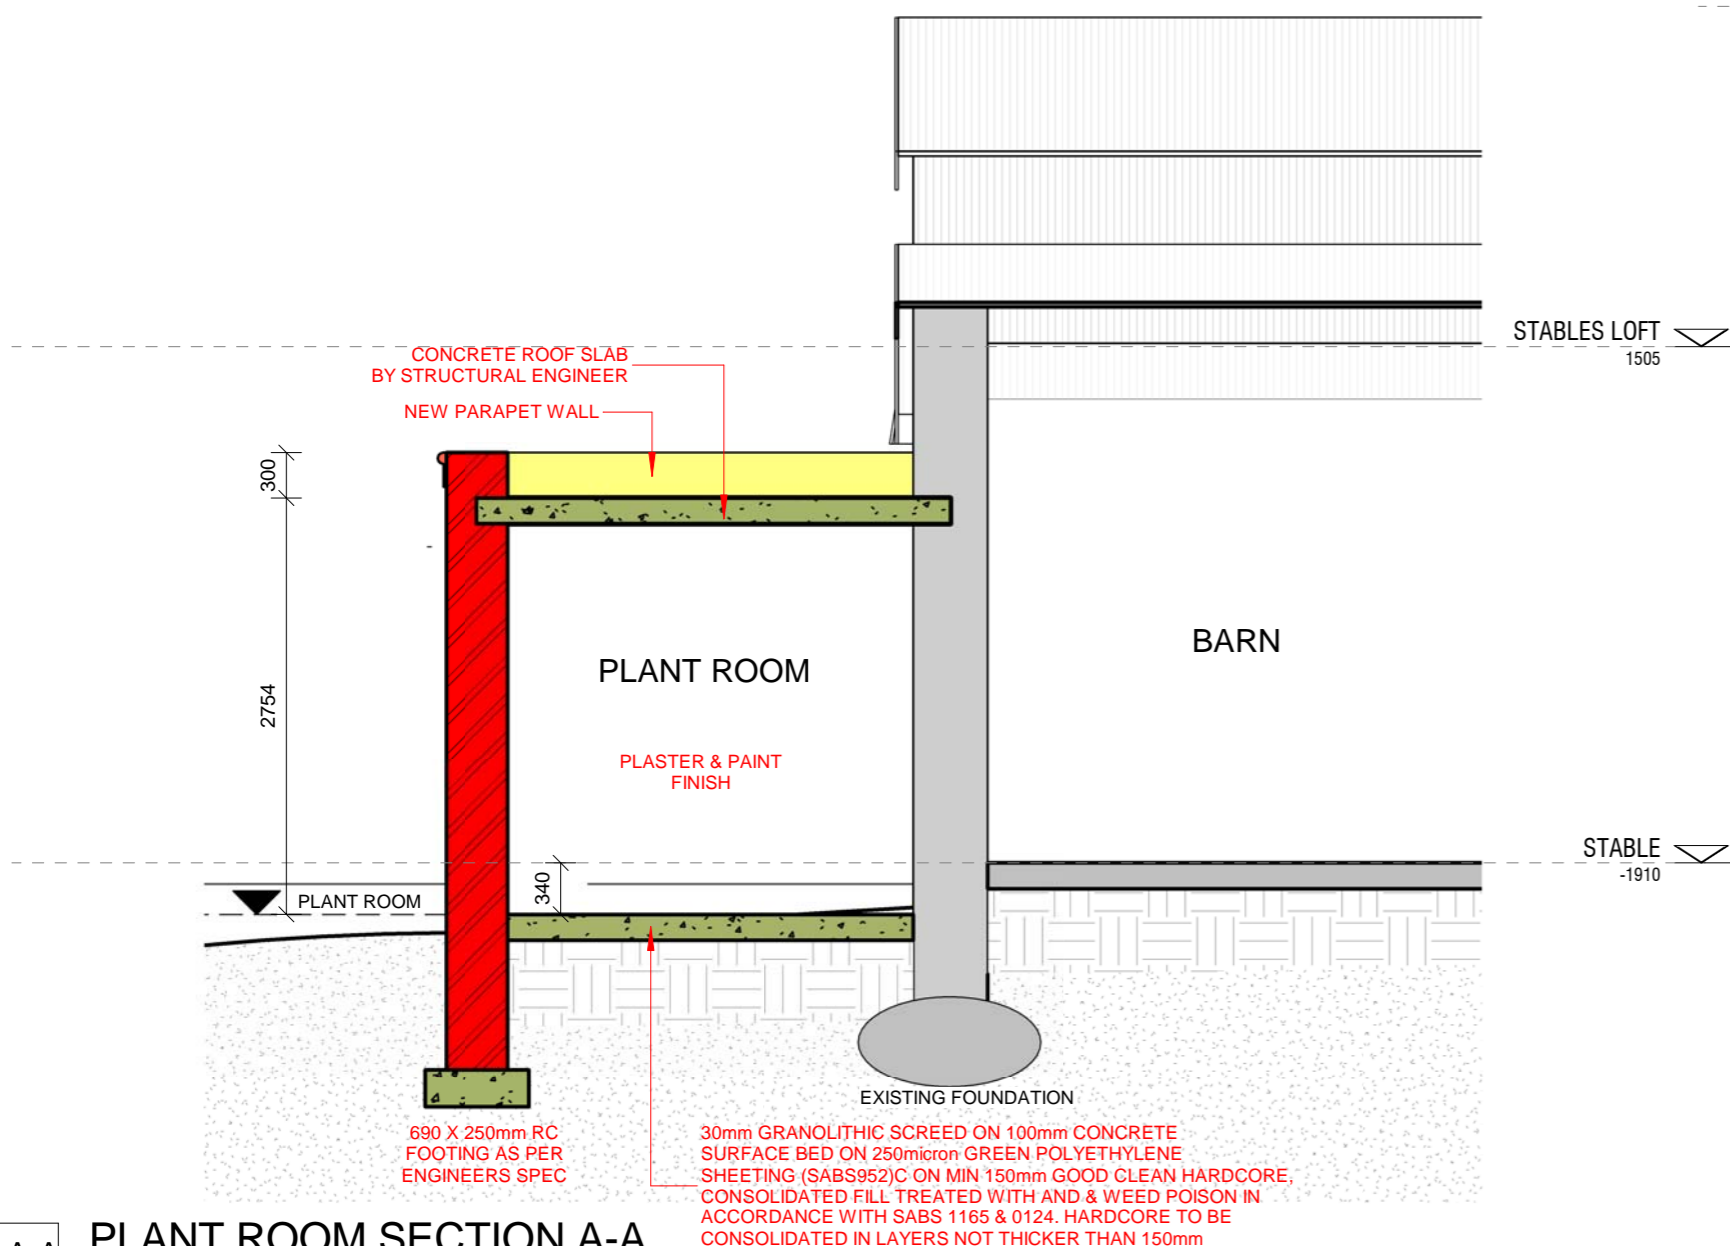 STABLES LOFT
1505
CONCRETE ROOF SLAB
BY STRUCTURAL ENGINEER
NEW PARAPET WALL
300
2754
PLANT ROOM
BARN
PLASTER & PAINT
FINISH
STABLE
-1910
340
PLANT ROOM
EXISTING FOUNDATION
690 X 250mm RC
FOOTING AS PER
ENGINEERS SPEC
30mm GRANOLITHIC SCREED ON 100mm CONCRETE
SURFACE BED ON 250micron GREEN POLYETHYLENE
SHEETING (SABS952)C ON MIN 150mm GOOD CLEAN HARDCORE,
CONSOLIDATED FILL TREATED WITH AND & WEED POISON IN
ACCORDANCE WITH SABS 1165 & 0124. HARDCORE TO BE
CONSOLIDATED IN LAYERS NOT THICKER THAN 150mm
PLANT ROOM SECTION A-A